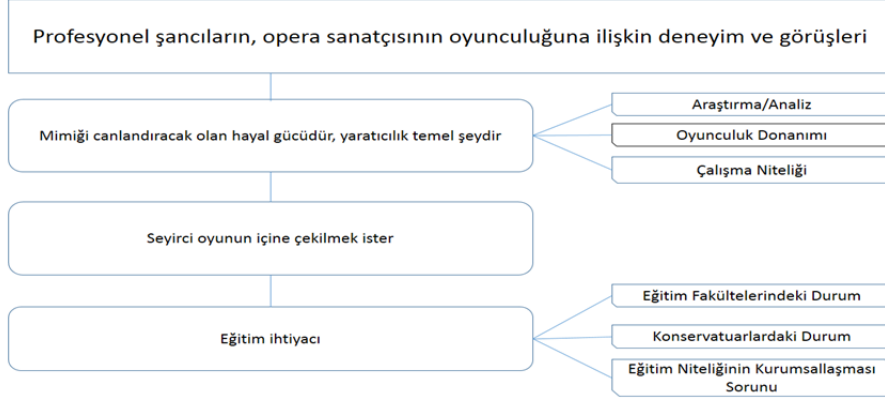 Profesyonel şancıların, opera sanatçısının oyunculuğuna ilişkin deneyim ve görüşleri
Mimiği canlandıracak olan hayal gücüdür, yaratıcılık temel şeydir
Araştırma/Analiz
Oyunculuk Donanımı
Çalışma Niteliği
Seyirci oyunun içine çekilmek ister
Eğitim ihtiyacı
Eğitim Fakültelerindeki Durum
Konservatuarlardaki Durum
Eğitim Niteliğinin Kurumsallaşması
Sorunu